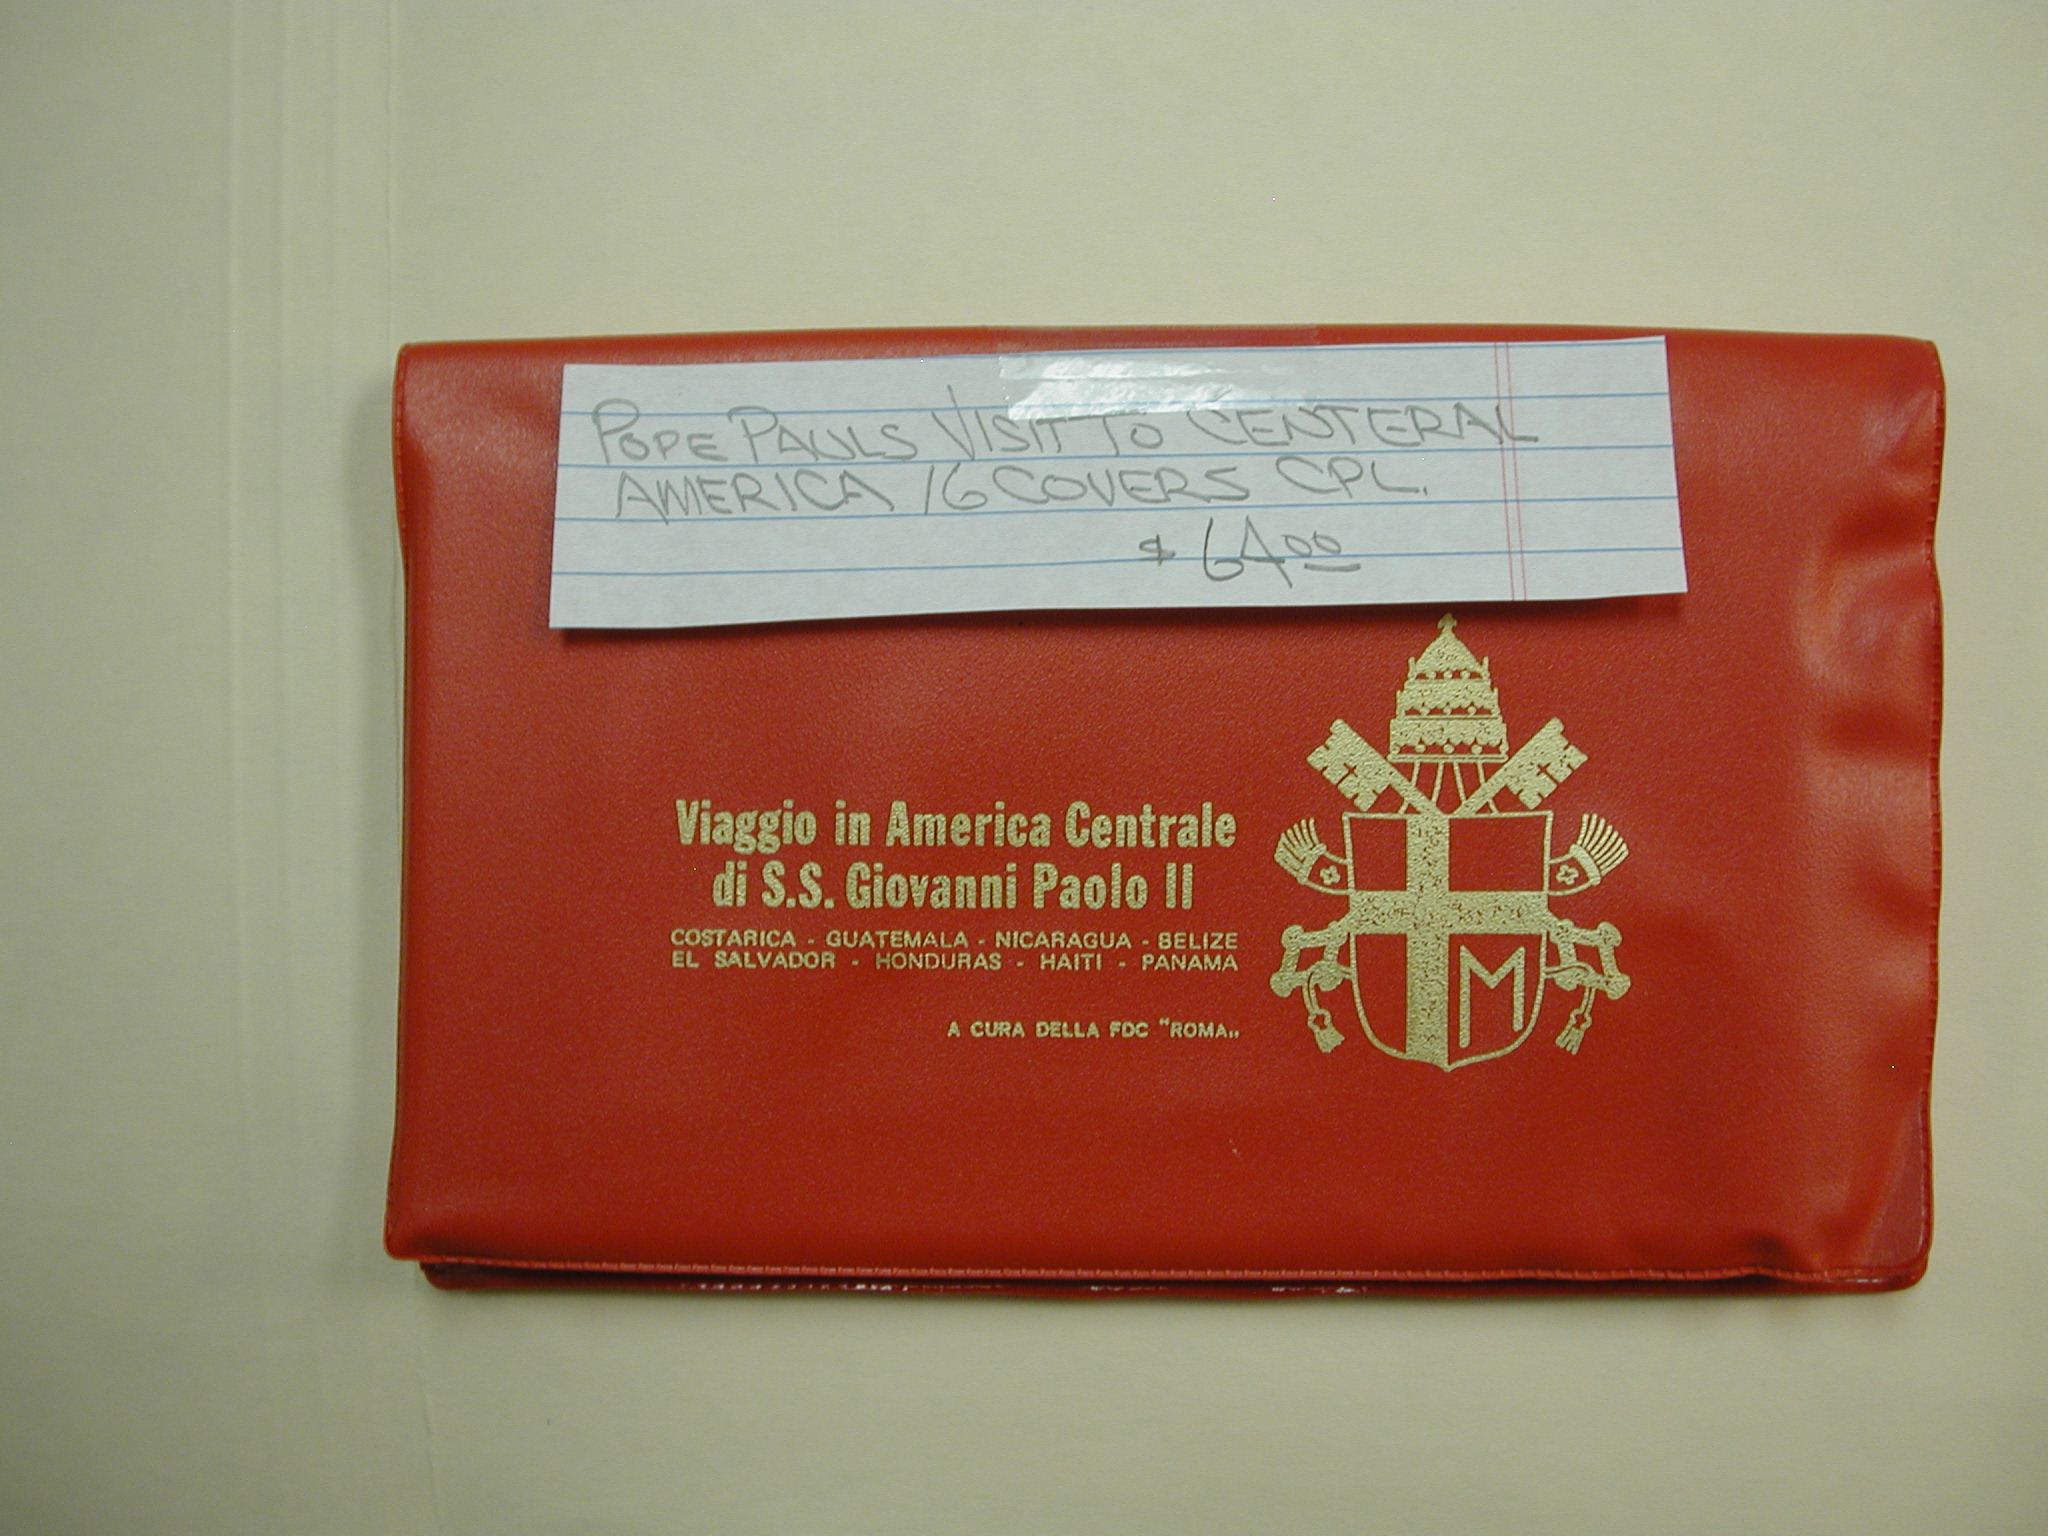 POPE PAULS VISIT TO CENTERAL
AMERICA 16 COVERS CPL.
$ 64 00
Viaggio in America Centrale
di S.S. Giovanni Paolo II
COSTARICA - GUATEMALA - NICARAGUA - BELIZE
EL SALVADOR - HONDURAS - HAITI - PANAMA
A CURA DELLA FDC "ROMA„
M